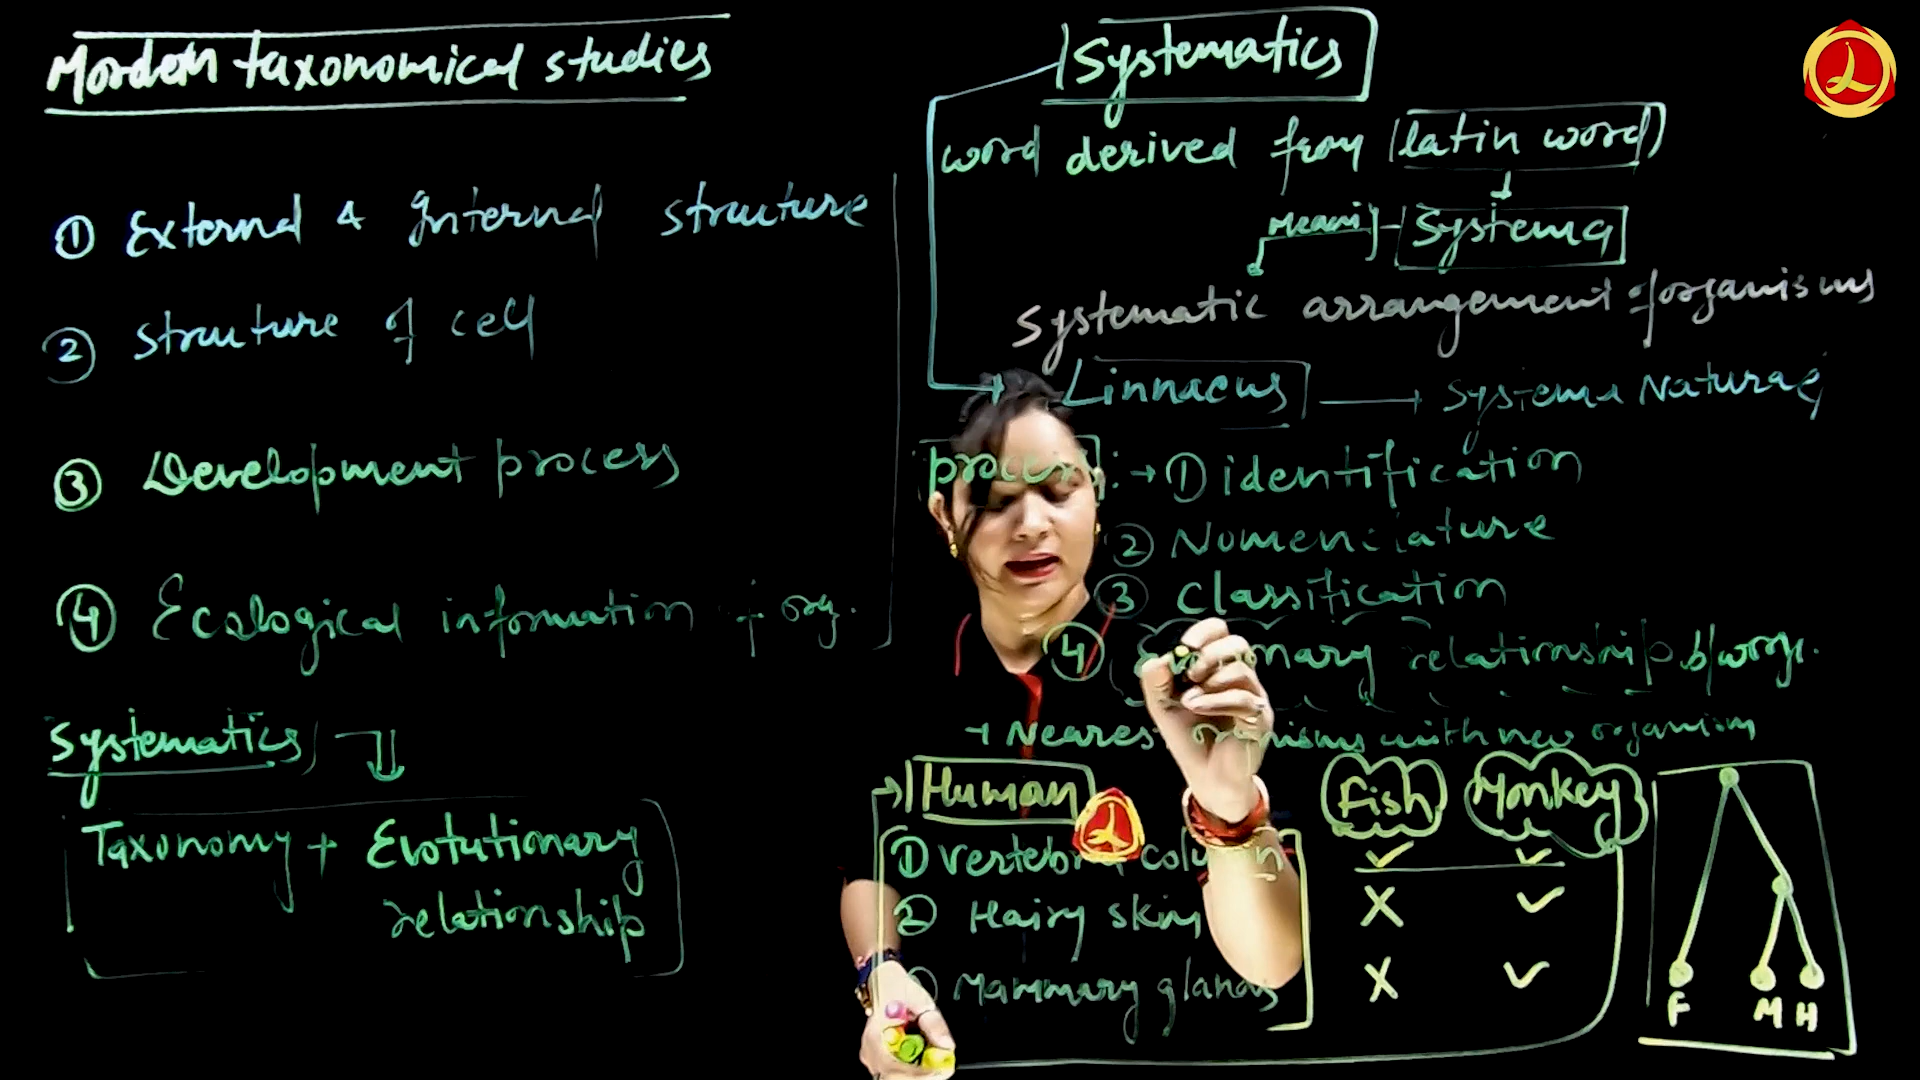 Mordern taxonomical studies
① External & Internal structure
② structure of cell
③ Development process
④ Ecological information of org.
Systematics
Taxonomy + Evolutionary
relationship
Systematics
word derived from latin word
Systema
systematic arrangement of organisms
Linnaeus → Systema Naturae
process : → ① identification
② Nomenclature
③ Classification
④ relationship b/w orgs.
→ Nearest organisms with new organism
→ Human Fish Monkey
① vertebral column ✓ ✓
② Hairy skin X ✓
Mammary glands X ✓
F M H